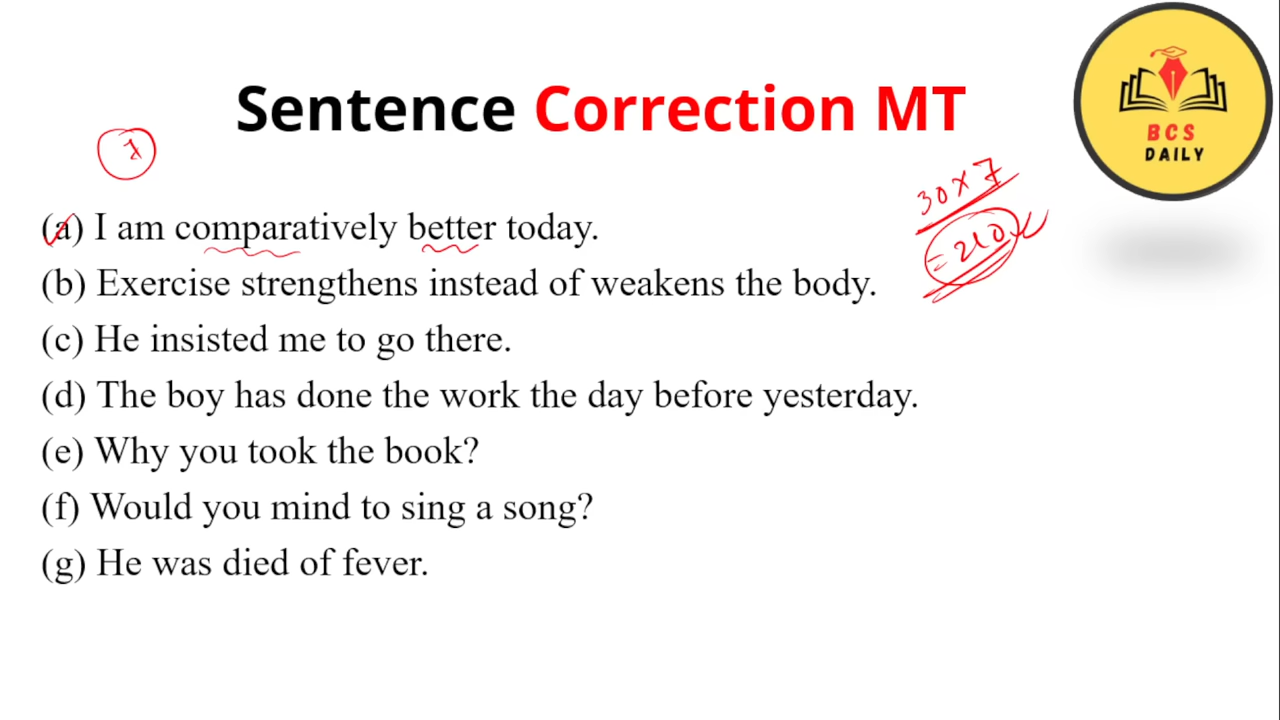 Sentence Correction MT
BCS
DAILY
7
30 x 7
= 210
(a) I am comparatively better today.
(b) Exercise strengthens instead of weakens the body.
(c) He insisted me to go there.
(d) The boy has done the work the day before yesterday.
(e) Why you took the book?
(f) Would you mind to sing a song?
(g) He was died of fever.